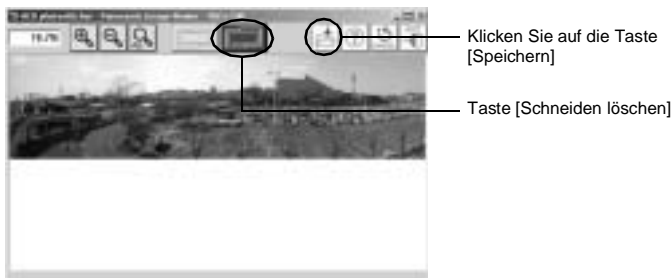 Klicken Sie auf die Taste
[Speichern]
Taste [Schneiden löschen]